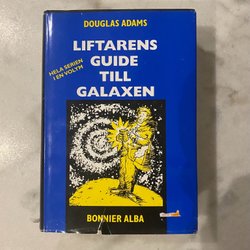 DOUGLAS ADAMS
LIFTARENS
GUIDE
TILL
GALAXEN
HELA SERIEN
I EN VOLYM
BONNIER ALBA